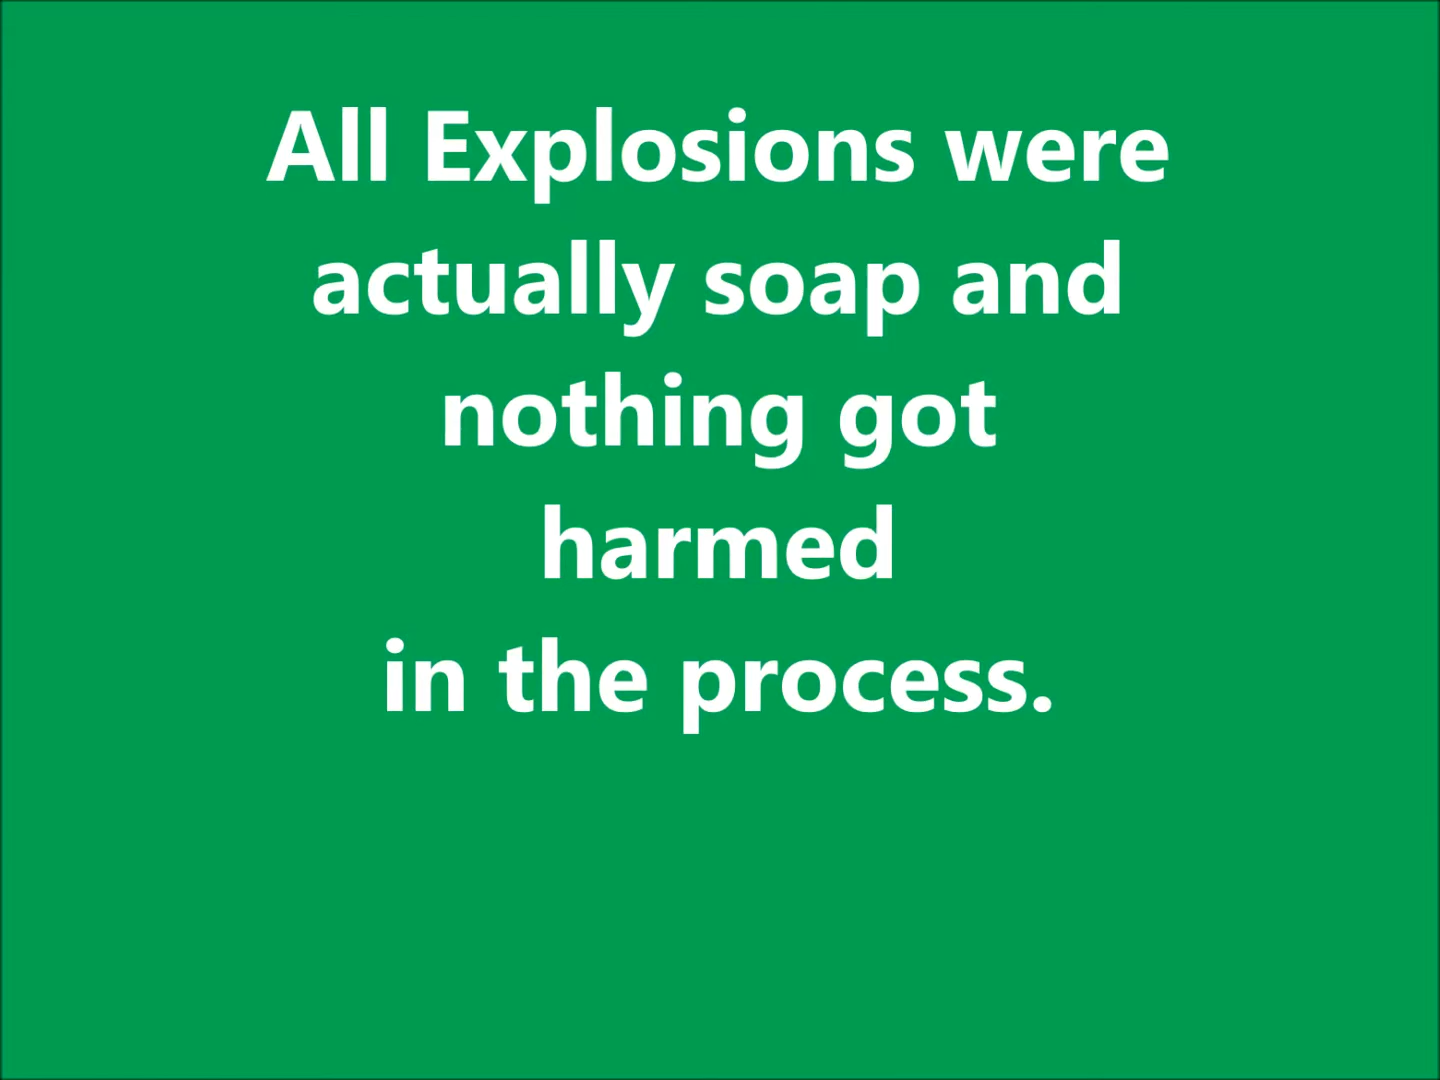 All Explosions were
actually soap and
nothing got
harmed
in the process.